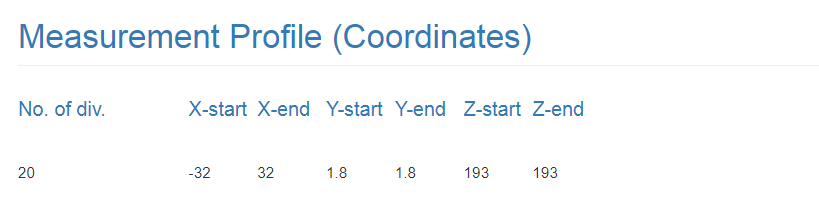 Measurement Profile (Coordinates)
No. of div. X-start X-end Y-start Y-end Z-start Z-end
20 -32 32 1.8 1.8 193 193